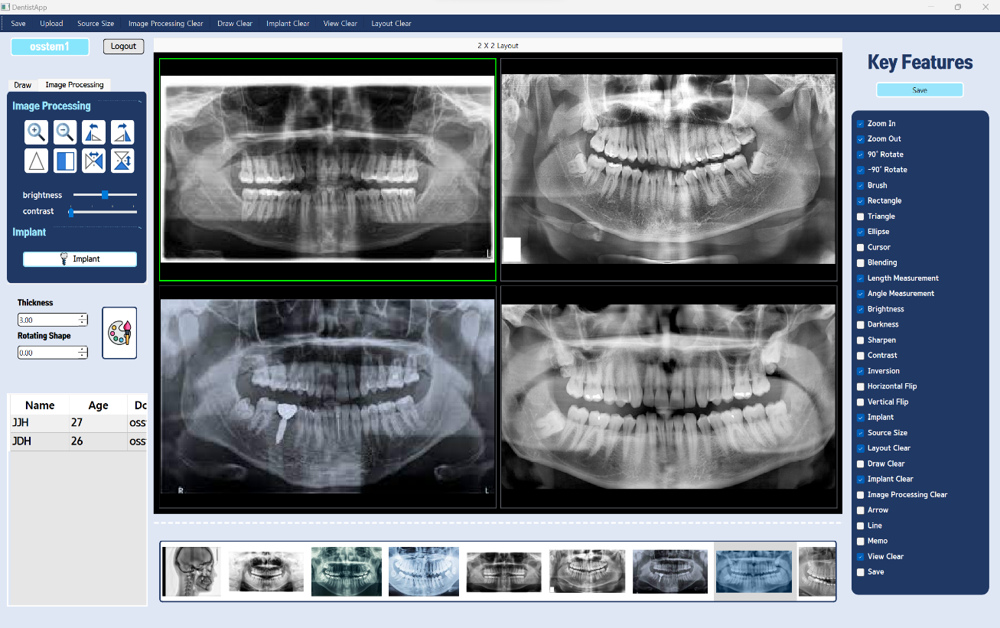 DentistApp
Save Upload Source Size Image Processing Clear Draw Clear Implant Clear View Clear Layout Clear
osstem1 Logout
2 X 2 Layout
Key Features
Save
Draw Image Processing
Image Processing
brightness
contrast
Implant
Implant
Thickness
3.00
Rotating Shape
0.00
Name Age Do
JJH 27 oss
JDH 26 oss
L
R L
Zoom In
Zoom Out
90° Rotate
-90° Rotate
Brush
Rectangle
Triangle
Ellipse
Cursor
Blending
Length Measurement
Angle Measurement
Brightness
Darkness
Sharpen
Contrast
Inversion
Horizontal Flip
Vertical Flip
Implant
Source Size
Layout Clear
Draw Clear
Implant Clear
Image Processing Clear
Arrow
Line
Memo
View Clear
Save